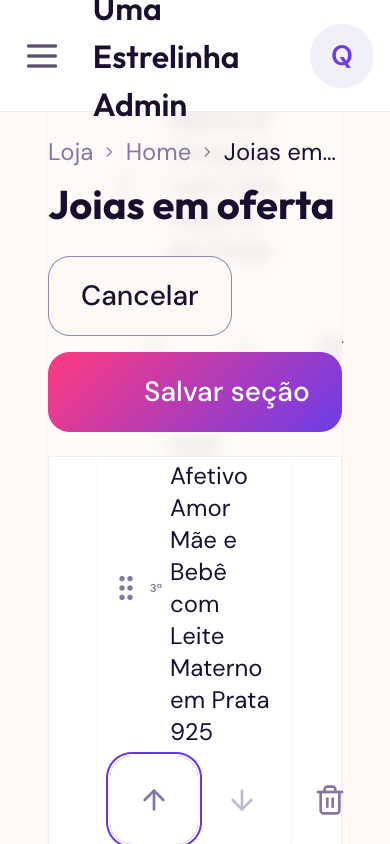 Uma
Estrelinha
Admin
Q
Loja > Home > Joias em...
Joias em oferta
Cancelar
Salvar seção
3º
Afetivo
Amor
Mãe e
Bebê
com
Leite
Materno
em Prata
925